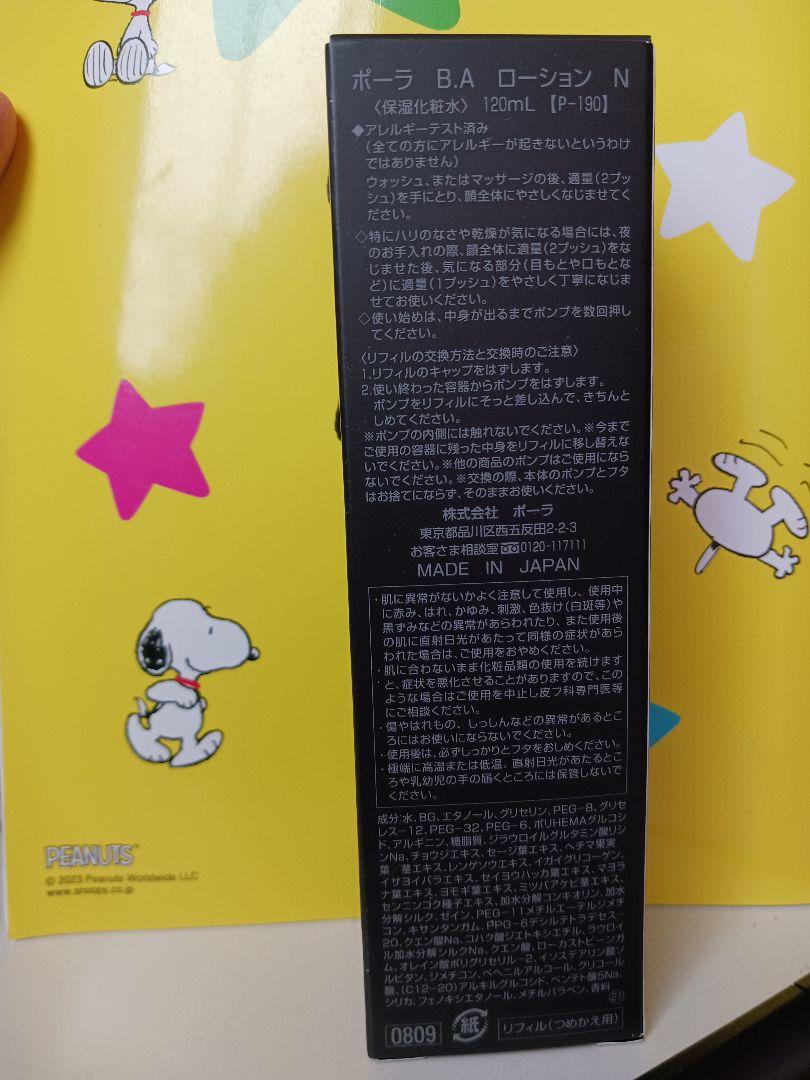 ポーラ B.A ローション N
〈保湿化粧水〉 120mL 【P-190】
◆アレルギーテスト済み
(全ての方にアレルギーが起きないというわけ
ではありません)
ウォッシュ、またはマッサージの後、適量(2プッ
シュ)を手にとり、顔全体にやさしくなじませてく
ださい。
◇特にハリのなさや乾燥が気になる場合には、夜
のお手入れの際、顔全体に適量(2プッシュ)をな
じませた後、気になる部分(目もとや口もとな
ど)に適量(1プッシュ)をやさしく丁寧になじま
せてお使いください。
◇使い始めは、中身が出るまでポンプを数回押し
てください。
〈リフィルの交換方法と交換時のご注意〉
1.リフィルのキャップをはずします。
2.使い終わった容器からポンプをはずします。
ポンプをリフィルにそっと差し込んで、きちんと
しめてください。
※ポンプの内側には触れないでください。※今まで
ご使用の容器に残った中身をリフィルに移し替えな
いでください。※他の商品のポンプはご使用になら
ないでください。※交換の際、本体のポンプとフタ
はお捨てにならず、そのままお使いください。
株式会社 ポーラ
東京都品川区西五反田2-2-3
お客さま相談室 0120-117111
MADE IN JAPAN
・肌に異常がないかよく注意して使用し、使用中
に赤み、はれ、かゆみ、刺激、色抜け(白斑等)や
黒ずみなどの異常があらわれたり、また使用後
の肌に直射日光があたって同様の症状があら
われた場合は、ご使用をおやめください。
・肌に合わないまま化粧品類の使用を続けます
と、症状を悪化させることがありますので、この
ような場合はご使用を中止し皮フ科専門医等
にご相談ください。
・傷やはれもの、しっしんなどの異常があるとこ
ろにはお使いにならないでください。
・使用後は、必ずしっかりとフタをおしめください。
・極端に高温または低温、直射日光があたるとこ
ろや乳幼児の手の届くところには保管しないで
ください。
成分:水、BG、エタノール、グリセリン、PEG-8、グリセ
レス-12、PEG-32、PEG-6、ポリHEMAグルコシ
ド、アルギニン、糖脂質、ジラウロイルグルタミン酸リシ
ンNa、チョウジエキス、セージ葉エキス、ヘチマ果実/
葉/茎エキス、レンゲソウエキス、イガイグリコーゲン、
イザヨイバラエキス、セイヨウハッカ葉エキス、マヨラ
ナ葉エキス、ヨモギ葉エキス、ミツバアケビ茎エキス、
センニンコク種子エキス、加水分解コンキオリン、加水
分解シルク、ゼイン、PEG-11メチルエーテルジメチ
コン、キサンタンガム、PPG-6デシルテトラデセス-
20、クエン酸Na、コハク酸ジエトキシエチル、ラウロイ
ル加水分解シルクNa、クエン酸、ローカストビーンガ
ム、オレイン酸ポリグリセリル-2、イソステアリン酸ソ
ルビタン、ジメチコン、ベヘニルアルコール、グリコール
酸、(C12-20)アルキルグルコシド、ペンテト酸5Na、
シリカ、フェノキシエタノール、メチルパラベン、香料
21
0809
紙
リフィル(つめかえ用)
PEANUTS
© 2023 Peanuts Worldwide LLC
www.snoopy.co.jp